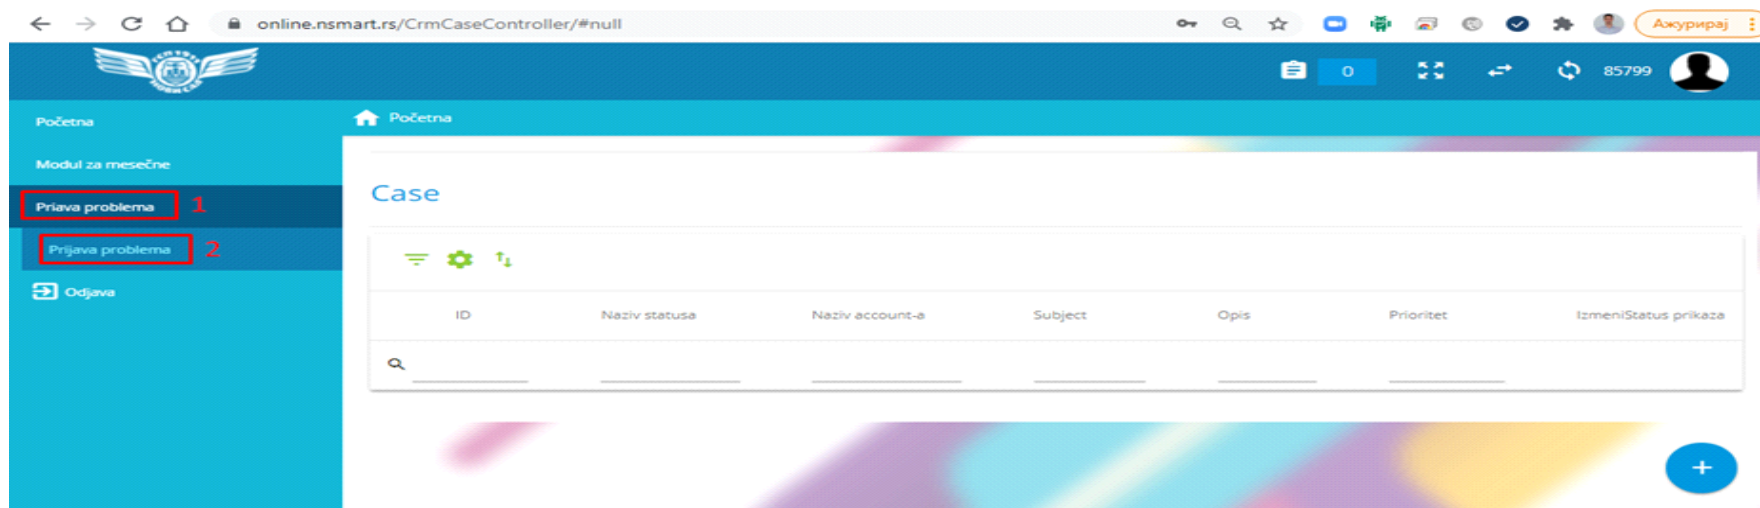 online.nsmart.rs/CrmCaseController/#null
Ажурирај
0
85799
Početna
Početna
Modul za mesečne
Priava problema 1
Prijava problema 2
Odjava
Case
ID Naziv statusa Naziv account-a Subject Opis Prioritet IzmeniStatus prikaza
+